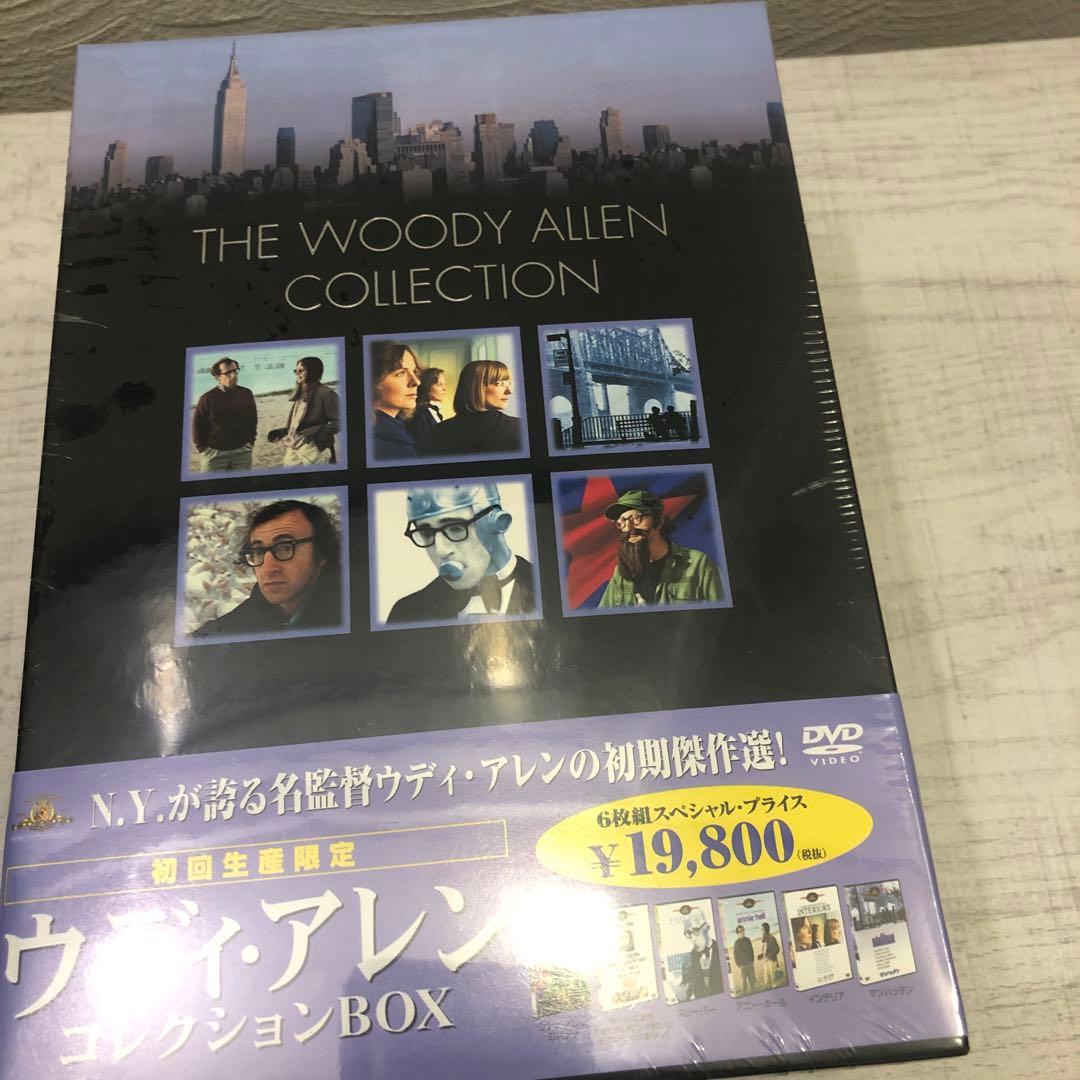 THE WOODY ALLEN
COLLECTION
N.Y.が誇る名監督ウディ・アレンの初期傑作選!
DVD
VIDEO
初回生産限定
6枚組スペシャル・プライス
¥19,800(税抜)
ウディ・アレン
コレクションBOX
annie hall
INTERIORS
スリーパー
アニー・ホール
インテリア
マンハッタン